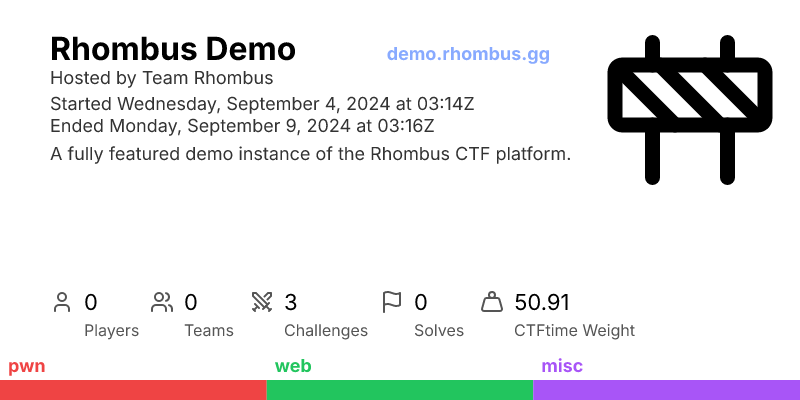 Rhombus Demo
demo.rhombus.gg
Hosted by Team Rhombus
Started Wednesday, September 4, 2024 at 03:14Z
Ended Monday, September 9, 2024 at 03:16Z
A fully featured demo instance of the Rhombus CTF platform.
0
Players
0
Teams
3
Challenges
0
Solves
50.91
CTFtime Weight
pwn
web
misc